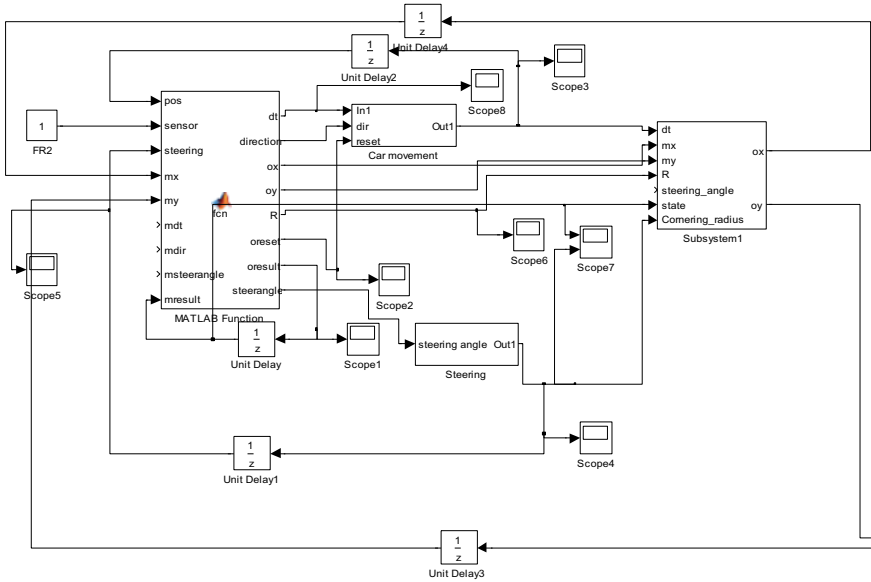 1
z
Unit Delay4
1
z
Unit Delay2
Scope3
Scope8
1
FR2
pos
sensor
steering
mx
my
mdt
mdir
msteerangle
mresult
fcn
dt
direction
ox
oy
R
oreset
oresult
steerangle
MATLAB Function
In1
dir
reset
Out1
Car movement
dt
mx
my
R
steering_angle
state
Cornering_radius
ox
oy
Subsystem1
Scope5
Scope6
Scope7
Scope2
1
z
Unit Delay
Scope1
steering angle Out1
Steering
Scope4
1
z
Unit Delay1
1
z
Unit Delay3